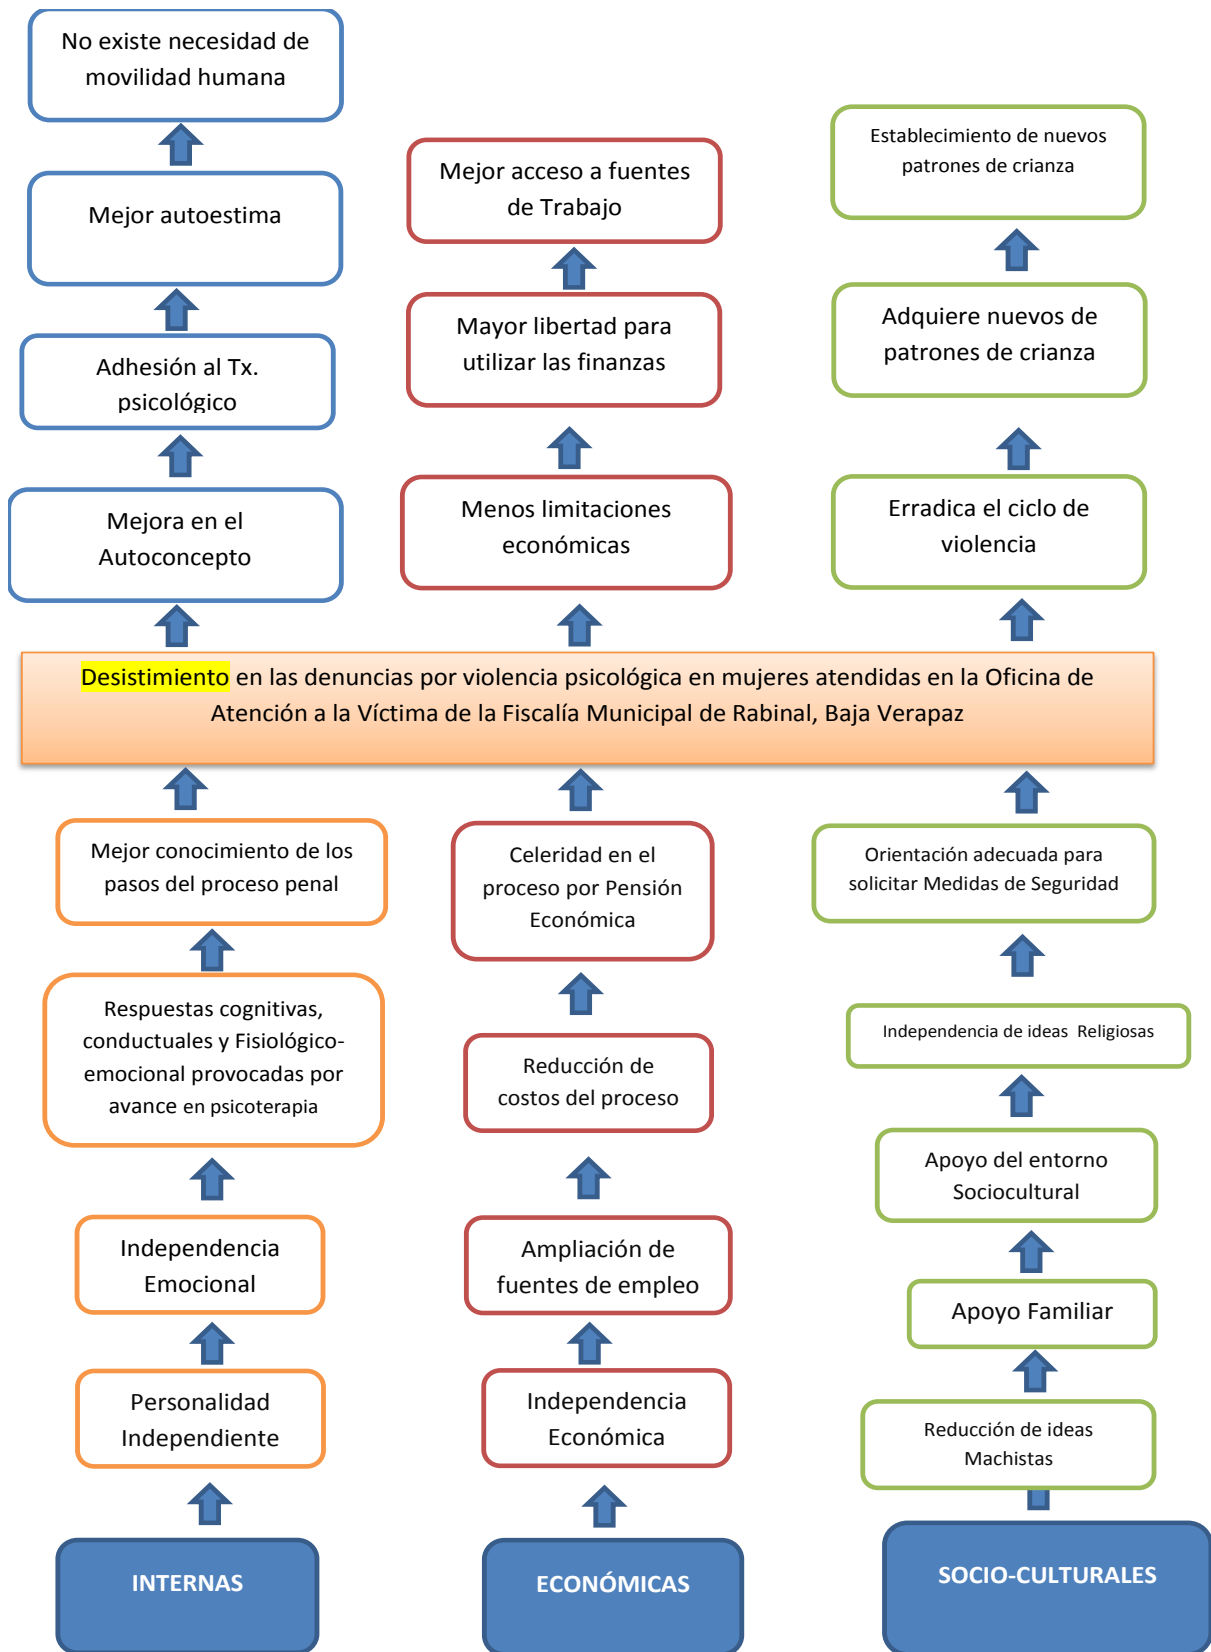 No existe necesidad de
movilidad humana
Mejor autoestima
Adhesión al Tx.
psicológico
Mejora en el
Autoconcepto
Mejor acceso a fuentes
de Trabajo
Mayor libertad para
utilizar las finanzas
Menos limitaciones
económicas
Establecimiento de nuevos
patrones de crianza
Adquiere nuevos de
patrones de crianza
Erradica el ciclo de
violencia
Desistimiento en las denuncias por violencia psicológica en mujeres atendidas en la Oficina de
Atención a la Víctima de la Fiscalía Municipal de Rabinal, Baja Verapaz
Mejor conocimiento de los
pasos del proceso penal
Respuestas cognitivas,
conductuales y Fisiológico-
emocional provocadas por
avance en psicoterapia
Independencia
Emocional
Personalidad
Independiente
INTERNAS
Celeridad en el
proceso por Pensión
Económica
Reducción de
costos del proceso
Ampliación de
fuentes de empleo
Independencia
Económica
ECONÓMICAS
Orientación adecuada para
solicitar Medidas de Seguridad
Independencia de ideas Religiosas
Apoyo del entorno
Sociocultural
Apoyo Familiar
Reducción de ideas
Machistas
SOCIO-CULTURALES